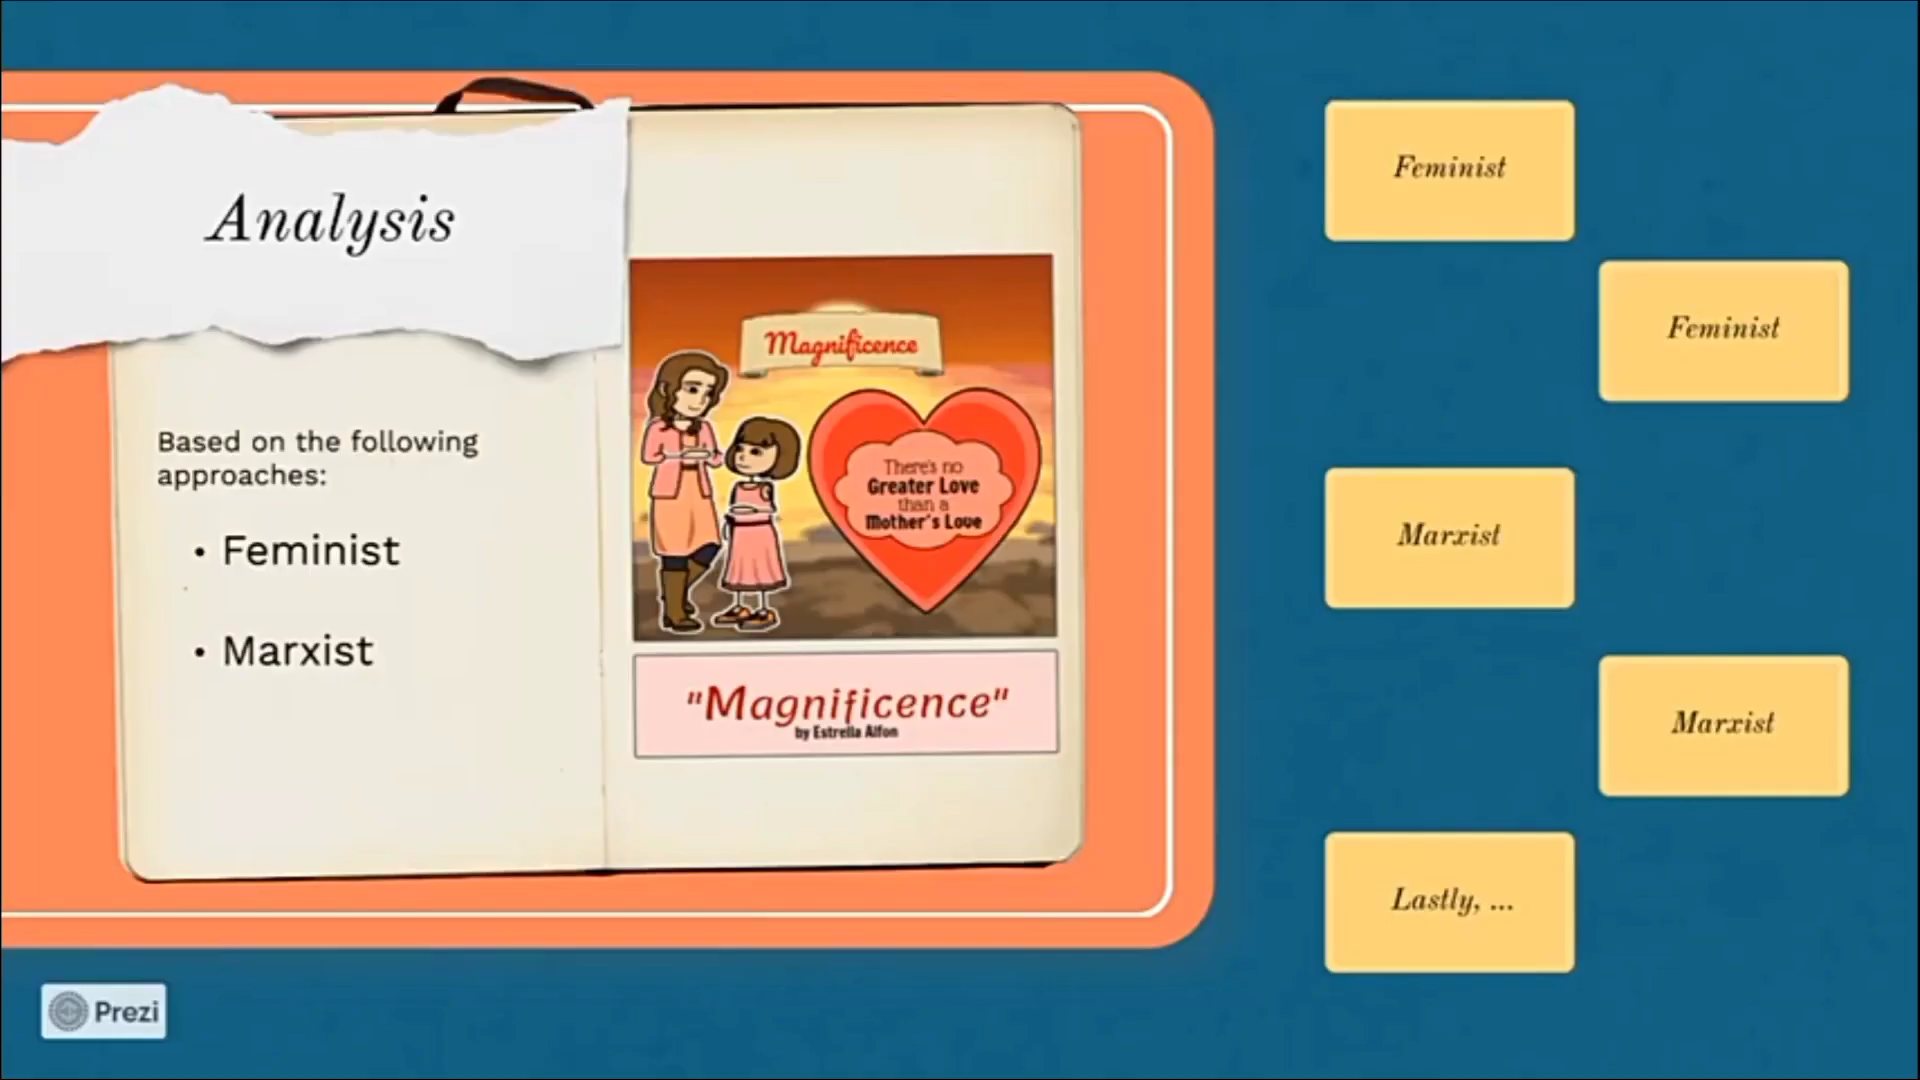 Analysis
Based on the following
approaches:
• Feminist
• Marxist
Magnificence
There's no
Greater Love
than a
Mother's Love
"Magnificence"
by Estrella Alfon
Feminist
Feminist
Marxist
Marxist
Lastly, ...
Prezi